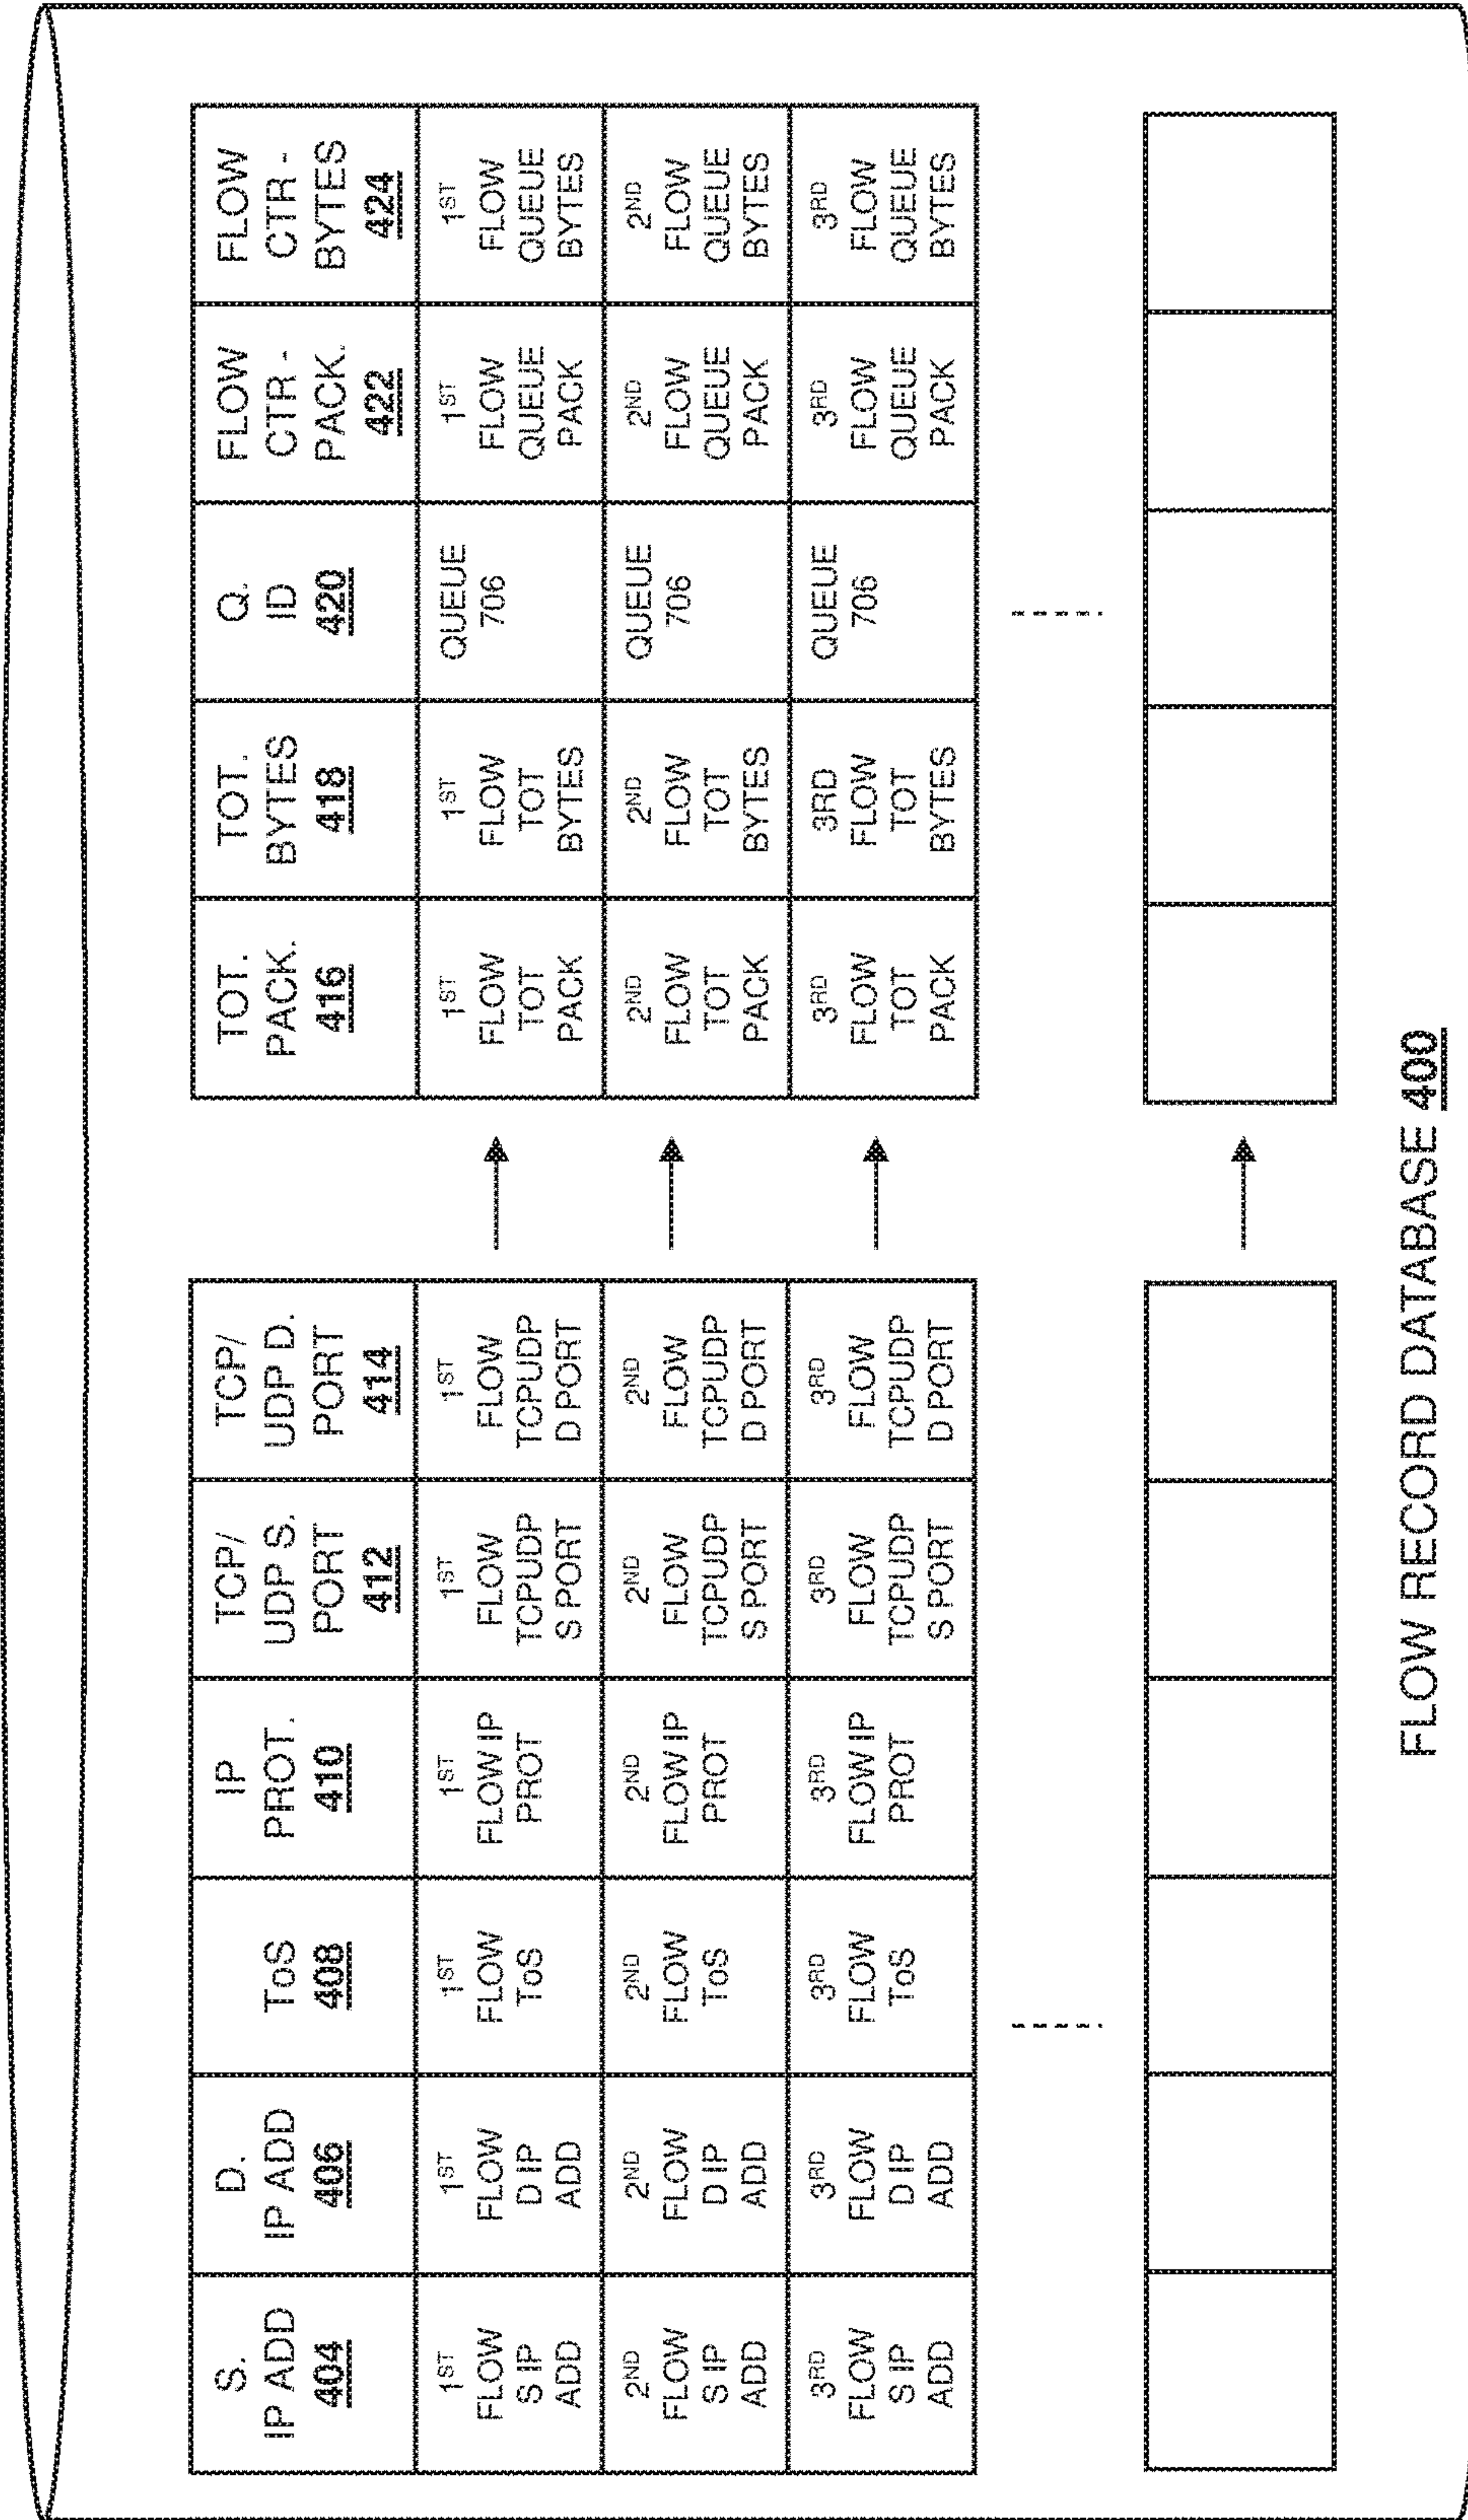 S.
IP ADD
404
D.
IP ADD
406
ToS
408
IP
PROT.
410
TCP/
UDP S.
PORT
412
TCP/
UDP D.
PORT
414
1ST
FLOW
S IP
ADD
1ST
FLOW
D IP
ADD
1ST
FLOW
ToS
1ST
FLOW IP
PROT
1ST
FLOW
TCPUDP
S PORT
1ST
FLOW
TCPUDP
D PORT
2ND
FLOW
S IP
ADD
2ND
FLOW
D IP
ADD
2ND
FLOW
ToS
2ND
FLOW IP
PROT
2ND
FLOW
TCPUDP
S PORT
2ND
FLOW
TCPUDP
D PORT
3RD
FLOW
S IP
ADD
3RD
FLOW
D IP
ADD
3RD
FLOW
ToS
3RD
FLOW IP
PROT
3RD
FLOW
TCPUDP
S PORT
3RD
FLOW
TCPUDP
D PORT
TOT.
PACK.
416
TOT.
BYTES
418
Q.
ID
420
FLOW
CTR -
PACK.
422
FLOW
CTR -
BYTES
424
1ST
FLOW
TOT
PACK
1ST
FLOW
TOT
BYTES
QUEUE
706
1ST
FLOW
QUEUE
PACK
1ST
FLOW
QUEUE
BYTES
2ND
FLOW
TOT
PACK
2ND
FLOW
TOT
BYTES
QUEUE
706
2ND
FLOW
QUEUE
PACK
2ND
FLOW
QUEUE
BYTES
3RD
FLOW
TOT
PACK
3RD
FLOW
TOT
BYTES
QUEUE
706
3RD
FLOW
QUEUE
PACK
3RD
FLOW
QUEUE
BYTES
FLOW RECORD DATABASE 400